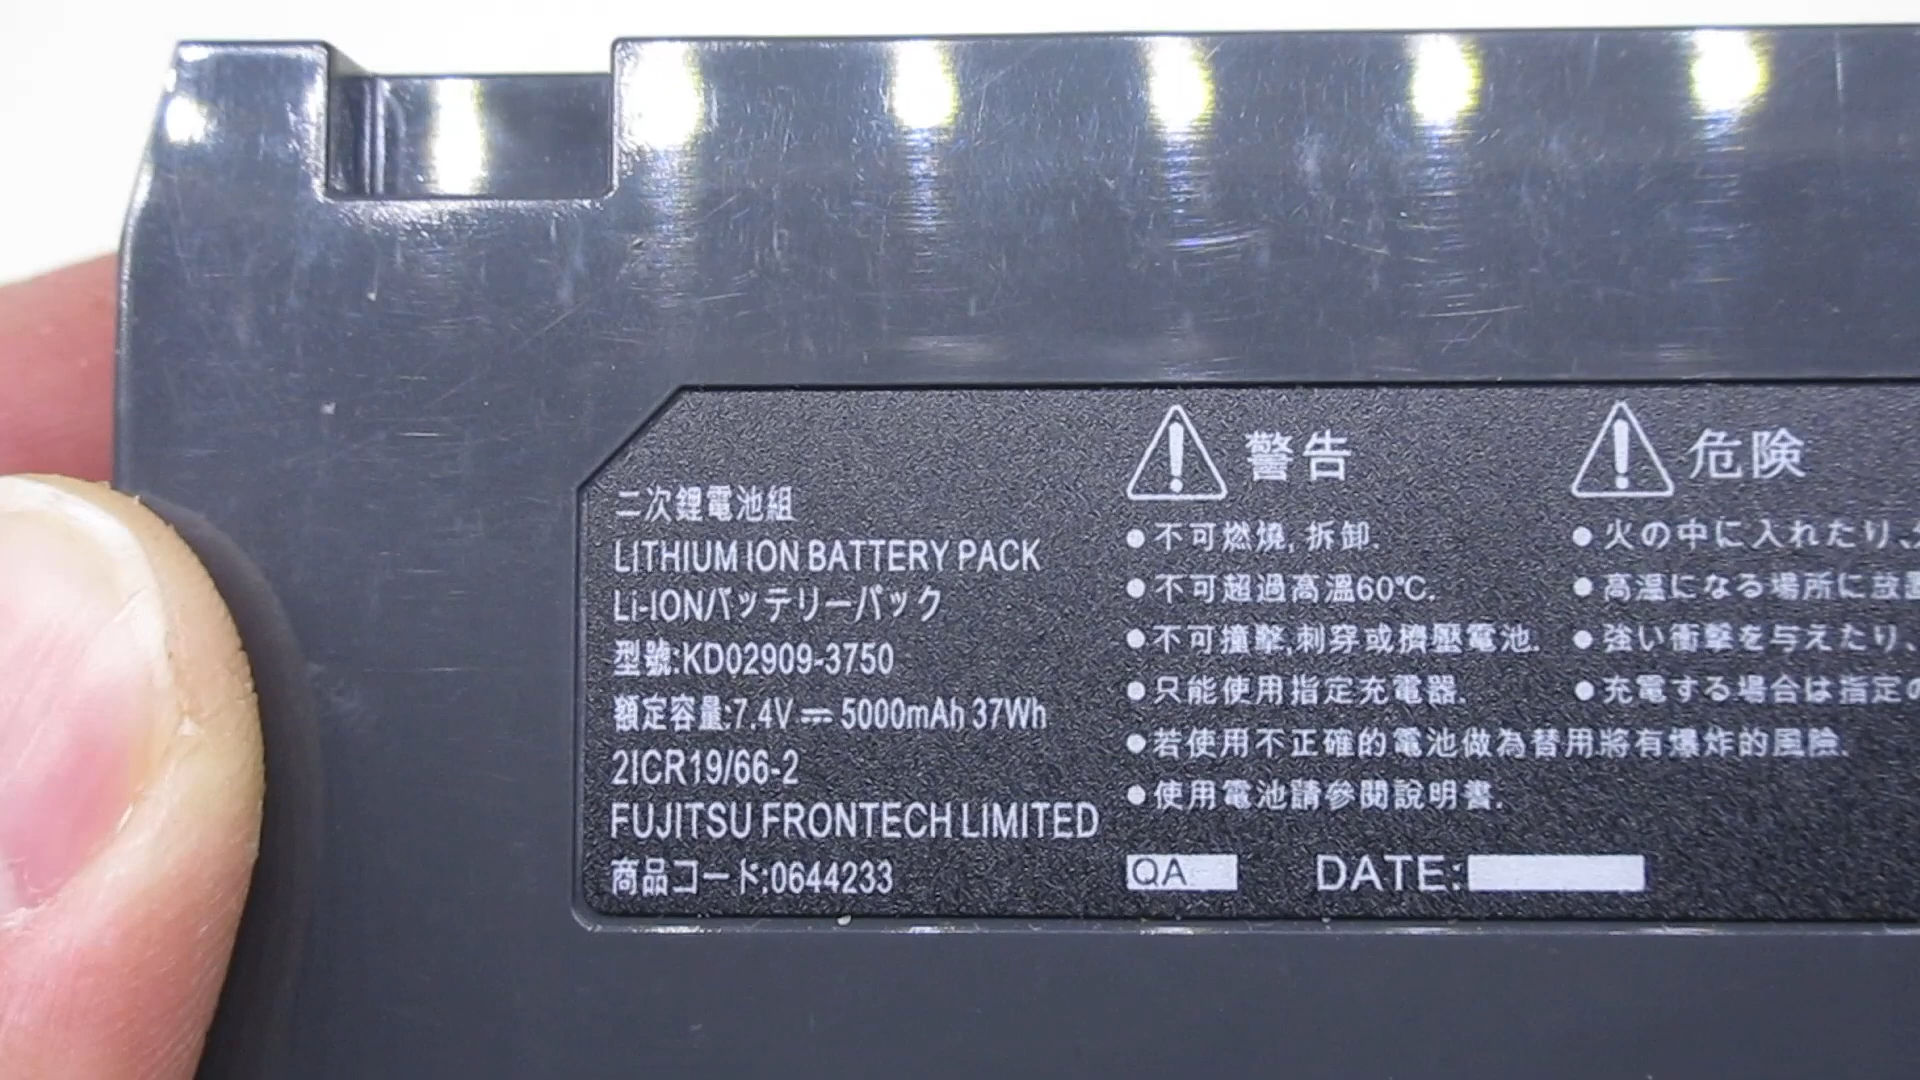 二次鋰電池組
LITHIUM ION BATTERY PACK
Li-IONバッテリーパック
型號:KD02909-3750
額定容量:7.4V ⎓ 5000mAh 37Wh
2ICR19/66-2
FUJITSU FRONTECH LIMITED
商品コード:0644233
警告
●不可燃燒, 拆卸.
●不可超過高溫60℃.
●不可撞擊,刺穿或擠壓電池.
●只能使用指定充電器.
●若使用不正確的電池做為替用將有爆炸的風險.
●使用電池請參閱說明書.
QA
DATE:
危険
●火の中に入れたり、
●高温になる場所に放置
●強い衝撃を与えたり、
●充電する場合は指定の